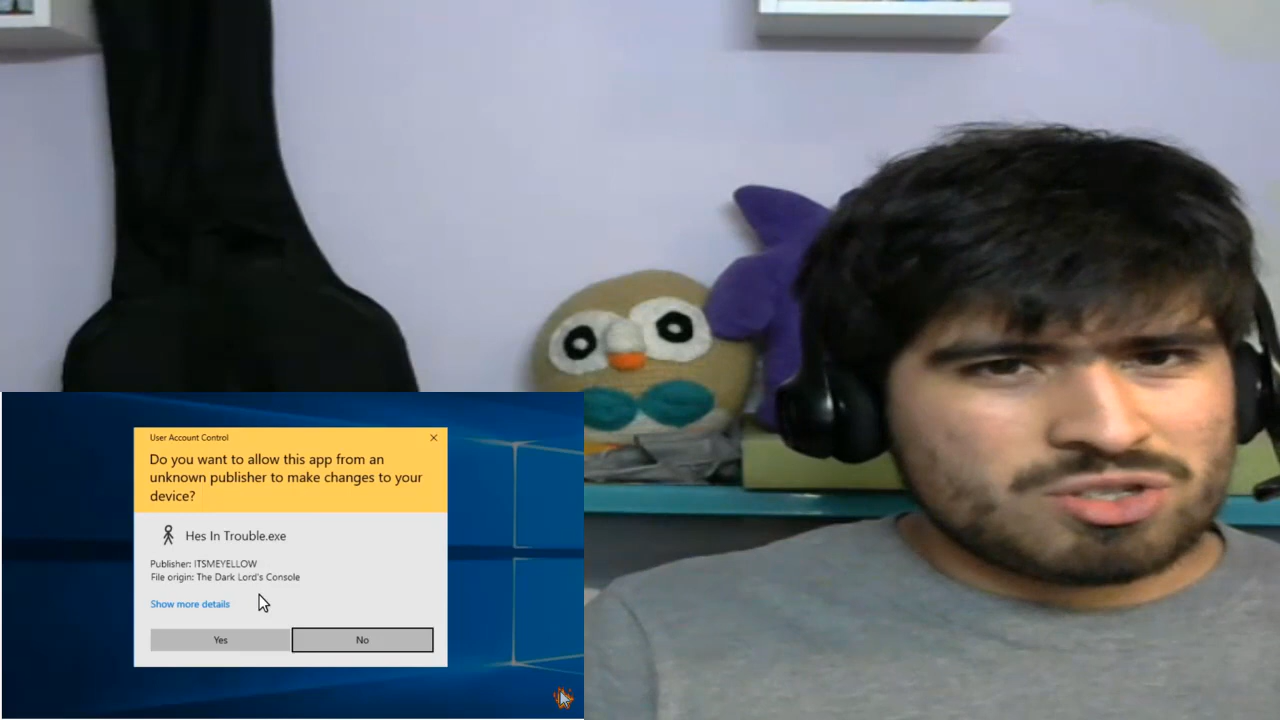 User Account Control
Do you want to allow this app from an
unknown publisher to make changes to your
device?
Hes In Trouble.exe
Publisher: ITSMEYELLOW
File origin: The Dark Lord's Console
Show more details
Yes
No